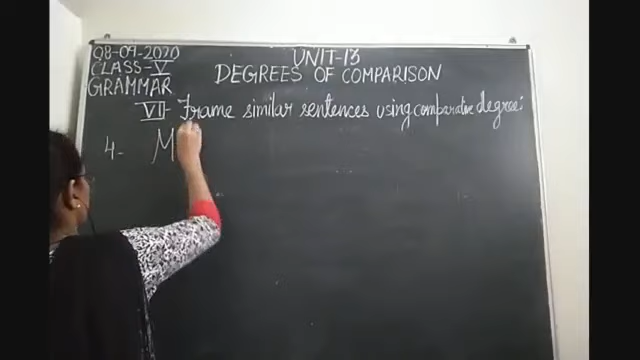 08-09-2020
CLASS-V
GRAMMAR
UNIT-13
DEGREES OF COMPARISON
VI- Frame similar sentences using comparative degree:
4- M